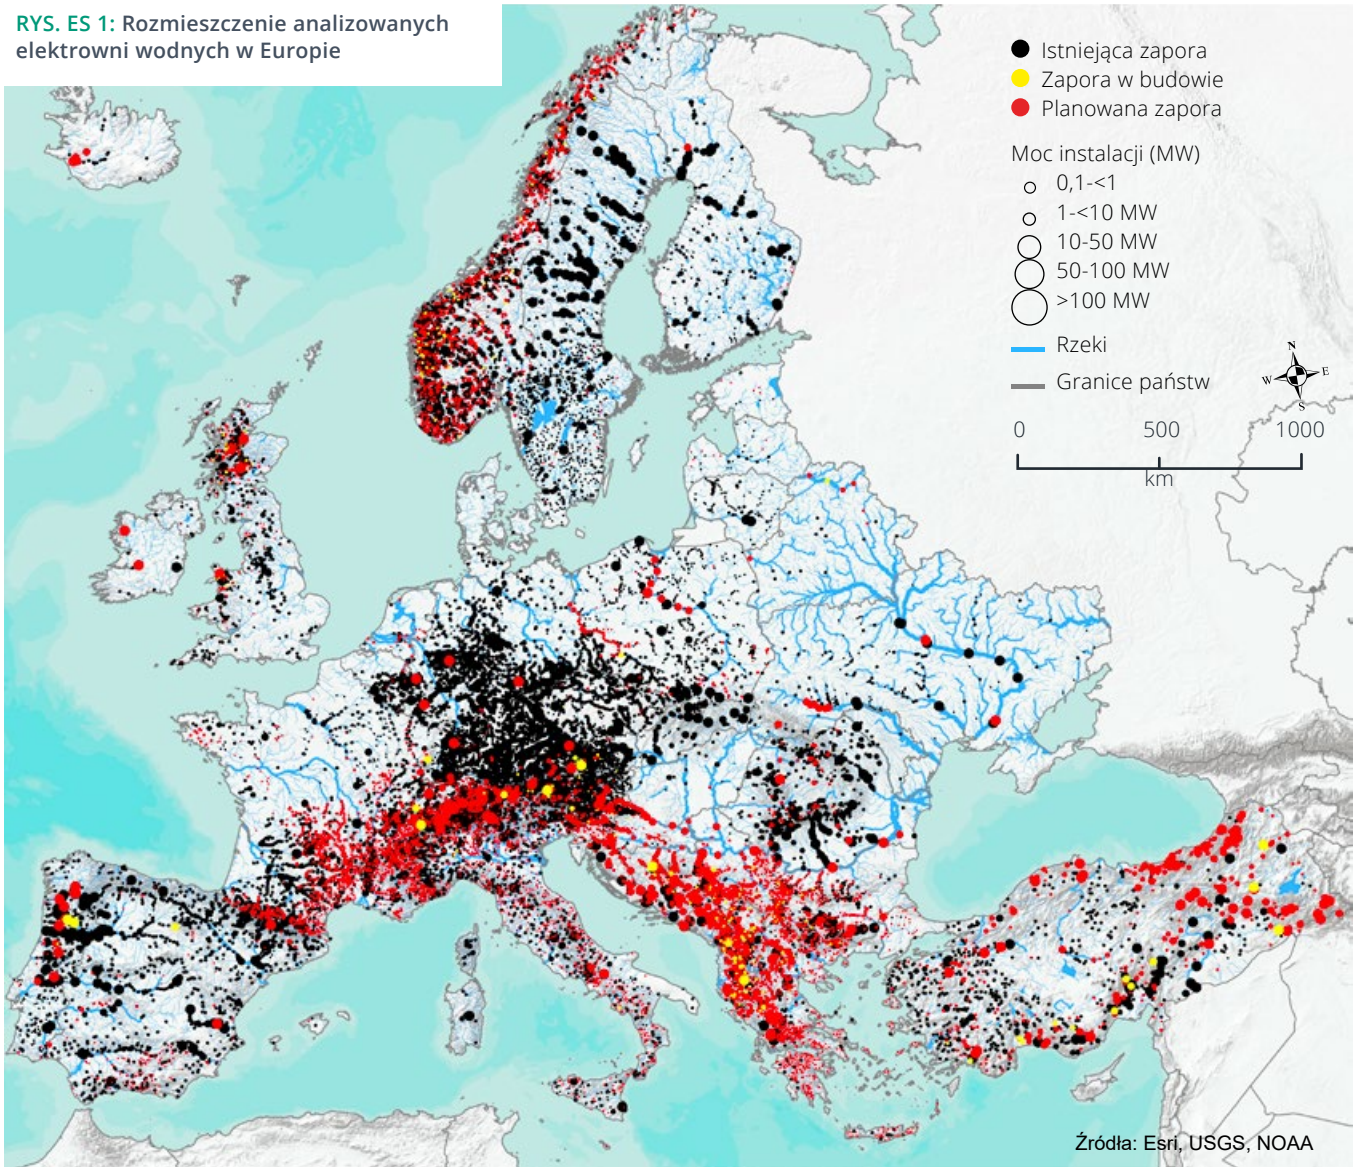 RYS. ES 1: Rozmieszczenie analizowanych
elektrowni wodnych w Europie
Istniejąca zapora
Zapora w budowie
Planowana zapora
Moc instalacji (MW)
0,1-<1
1-<10 MW
10-50 MW
50-100 MW
>100 MW
Rzeki
Granice państw
N
W E
S
0 500 1000
km
Źródła: Esri, USGS, NOAA